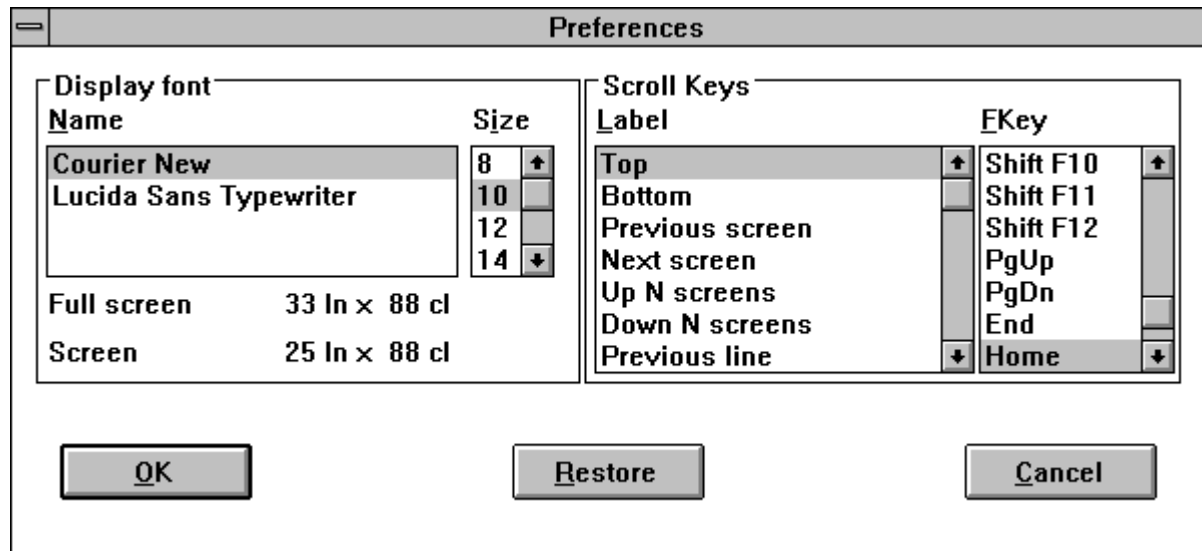 Preferences
Display font
Name Size
Courier New
Lucida Sans Typewriter
8
10
12
14
Full screen 33 ln x 88 cl
Screen 25 ln x 88 cl
Scroll Keys
Label FKey
Top
Bottom
Previous screen
Next screen
Up N screens
Down N screens
Previous line
Shift F10
Shift F11
Shift F12
PgUp
PgDn
End
Home
OK Restore Cancel